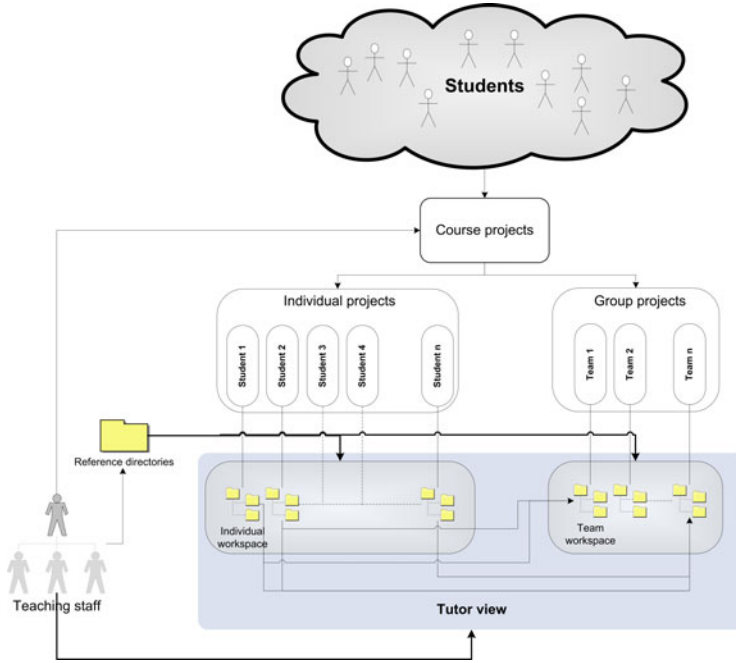 Students
Course projects
Individual projects
Group projects
Student 1
Student 2
Student 3
Student 4
Student n
Team 1
Team 2
Team n
Reference directories
Individual
workspace
Team
workspace
Teaching staff
Tutor view